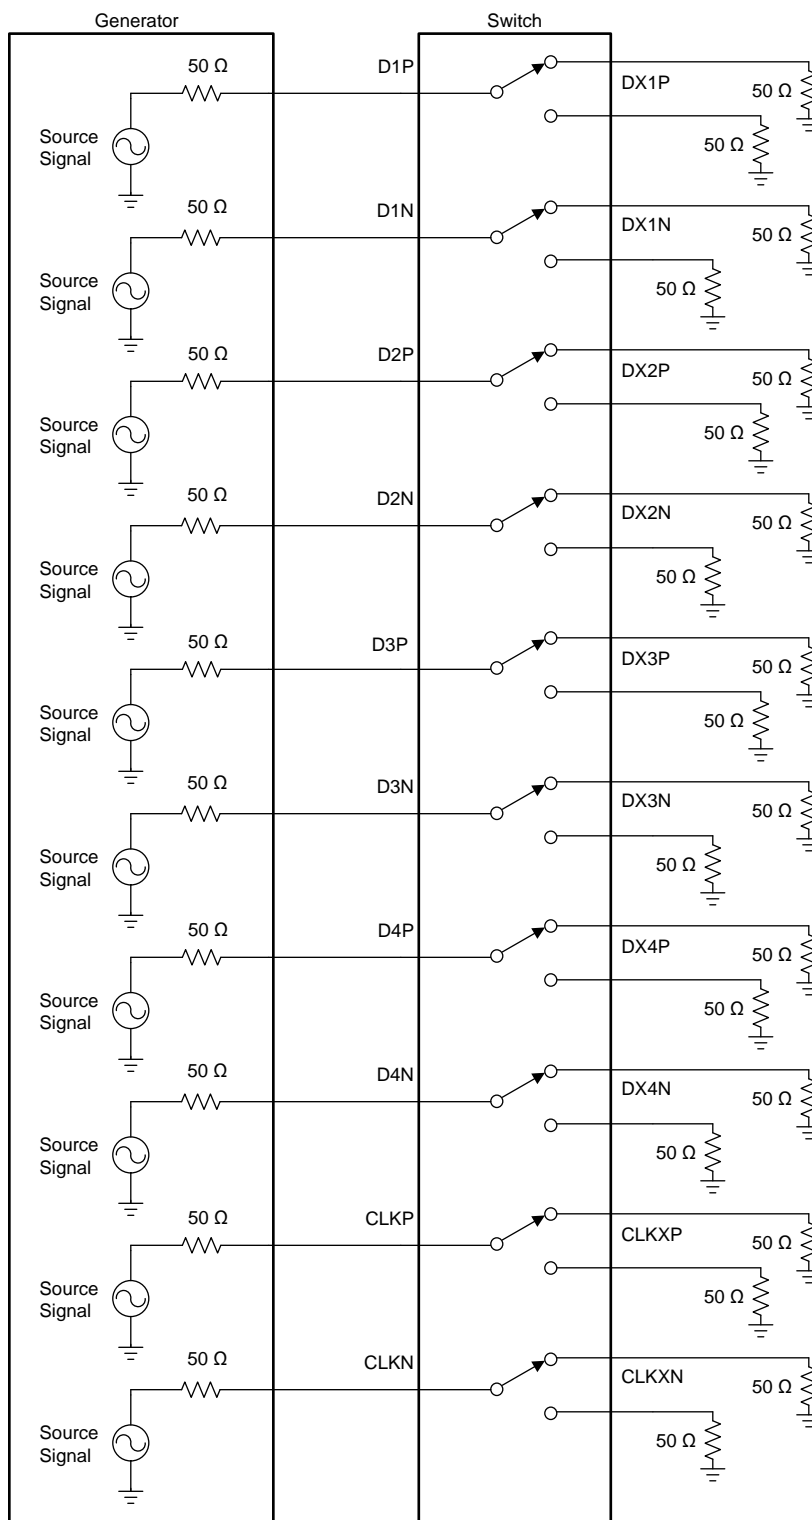 Generator
Switch
50 Ω
D1P
DX1P
50 Ω
Source
Signal
50 Ω
50 Ω
D1N
DX1N
50 Ω
Source
Signal
50 Ω
50 Ω
D2P
DX2P
50 Ω
Source
Signal
50 Ω
50 Ω
D2N
DX2N
50 Ω
Source
Signal
50 Ω
50 Ω
D3P
DX3P
50 Ω
Source
Signal
50 Ω
50 Ω
D3N
DX3N
50 Ω
Source
Signal
50 Ω
50 Ω
D4P
DX4P
50 Ω
Source
Signal
50 Ω
50 Ω
D4N
DX4N
50 Ω
Source
Signal
50 Ω
50 Ω
CLKP
CLKXP
50 Ω
Source
Signal
50 Ω
50 Ω
CLKN
CLKXN
50 Ω
Source
Signal
50 Ω